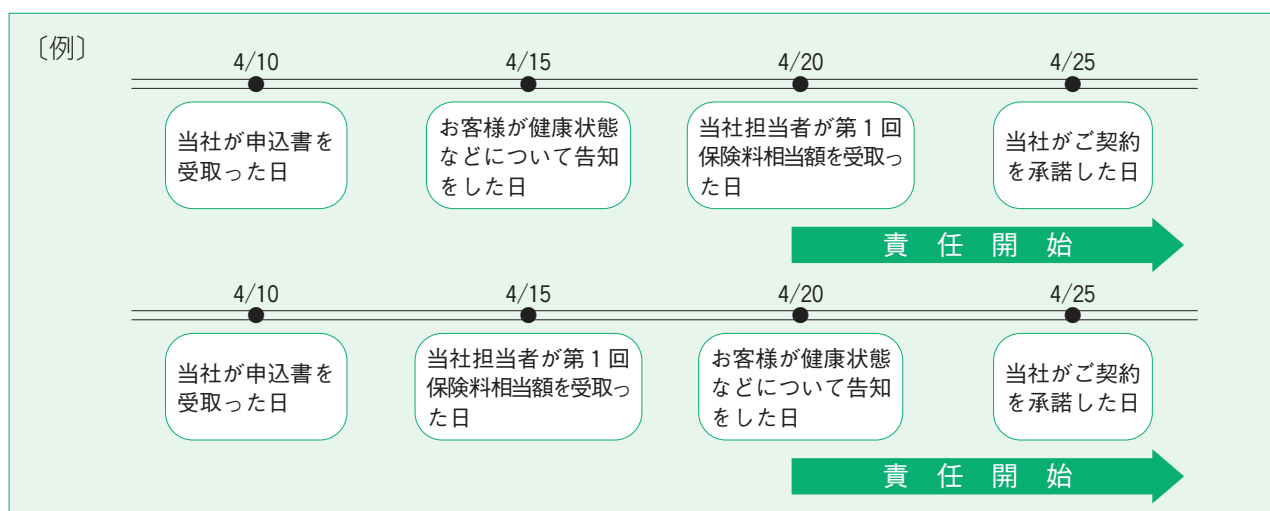 〔例〕
4/10
4/15
4/20
4/25
当社が申込書を
受取った日
お客様が健康状態
などについて告知
をした日
当社担当者が第１回
保険料相当額を受取っ
た日
当社がご契約
を承諾した日
責任開始
4/10
4/15
4/20
4/25
当社が申込書を
受取った日
当社担当者が第１回
保険料相当額を受取っ
た日
お客様が健康状態
などについて告知
をした日
当社がご契約
を承諾した日
責任開始